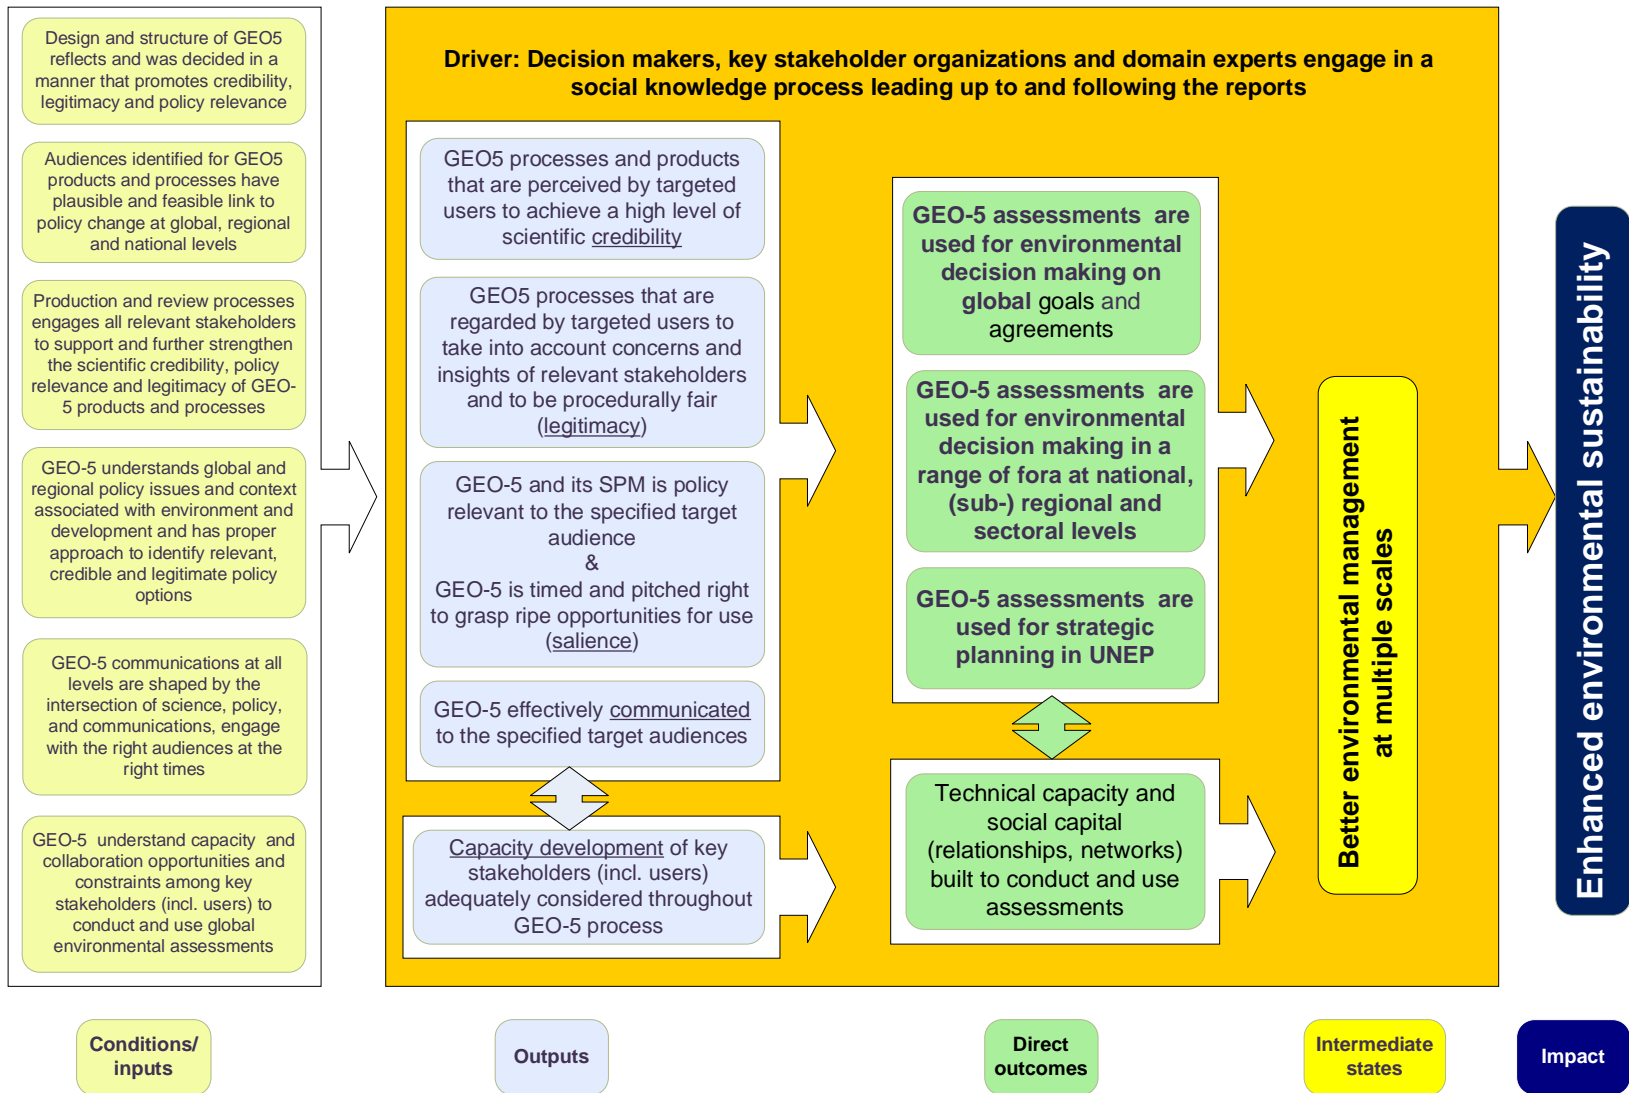 Design and structure of GEO5
reflects and was decided in a
manner that promotes credibility,
legitimacy and policy relevance
Audiences identified for GEO5
products and processes have
plausible and feasible link to
policy change at global, regional
and national levels
Production and review processes
engages all relevant stakeholders
to support and further strengthen
the scientific credibility, policy
relevance and legitimacy of GEO-
5 products and processes
GEO-5 understands global and
regional policy issues and context
associated with environment and
development and has proper
approach to identify relevant,
credible and legitimate policy
options
GEO-5 communications at all
levels are shaped by the
intersection of science, policy,
and communications, engage
with the right audiences at the
right times
GEO-5 understand capacity and
collaboration opportunities and
constraints among key
stakeholders (incl. users) to
conduct and use global
environmental assessments
Driver: Decision makers, key stakeholder organizations and domain experts engage in a
social knowledge process leading up to and following the reports
GEO5 processes and products
that are perceived by targeted
users to achieve a high level of
scientific credibility
GEO5 processes that are
regarded by targeted users to
take into account concerns and
insights of relevant stakeholders
and to be procedurally fair
(legitimacy)
GEO-5 and its SPM is policy
relevant to the specified target
audience
&
GEO-5 is timed and pitched right
to grasp ripe opportunities for use
(salience)
GEO-5 effectively communicated
to the specified target audiences
Capacity development of key
stakeholders (incl. users)
adequately considered throughout
GEO-5 process
GEO-5 assessments are
used for environmental
decision making on
global goals and
agreements
GEO-5 assessments are
used for environmental
decision making in a
range of fora at national,
(sub-) regional and
sectoral levels
GEO-5 assessments are
used for strategic
planning in UNEP
Technical capacity and
social capital
(relationships, networks)
built to conduct and use
assessments
Better environmental management
at multiple scales
Enhanced environmental sustainability
Conditions/
inputs
Outputs
Direct
outcomes
Intermediate
states
Impact